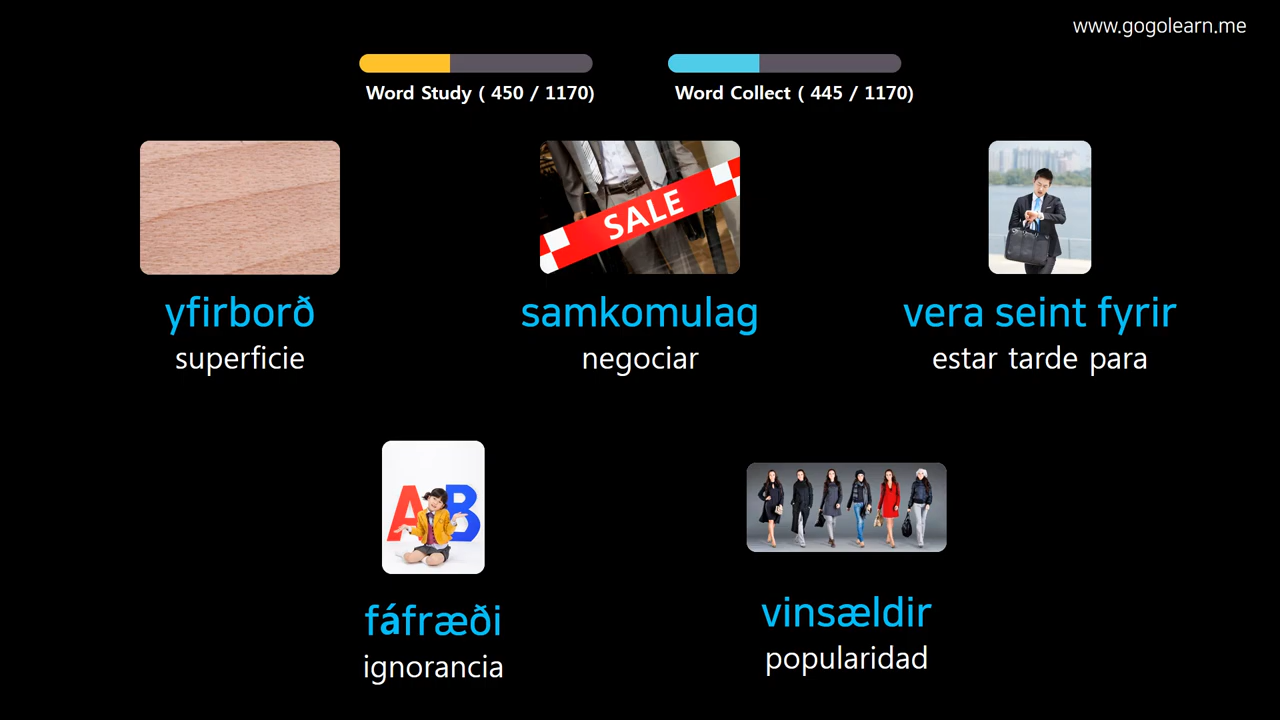 www.gogolearn.me
Word Study ( 450 / 1170)
Word Collect ( 445 / 1170)
SALE
yfirborð
superficie
samkomulag
negociar
vera seint fyrir
estar tarde para
A B
fáfræði
ignorancia
vinsældir
popularidad